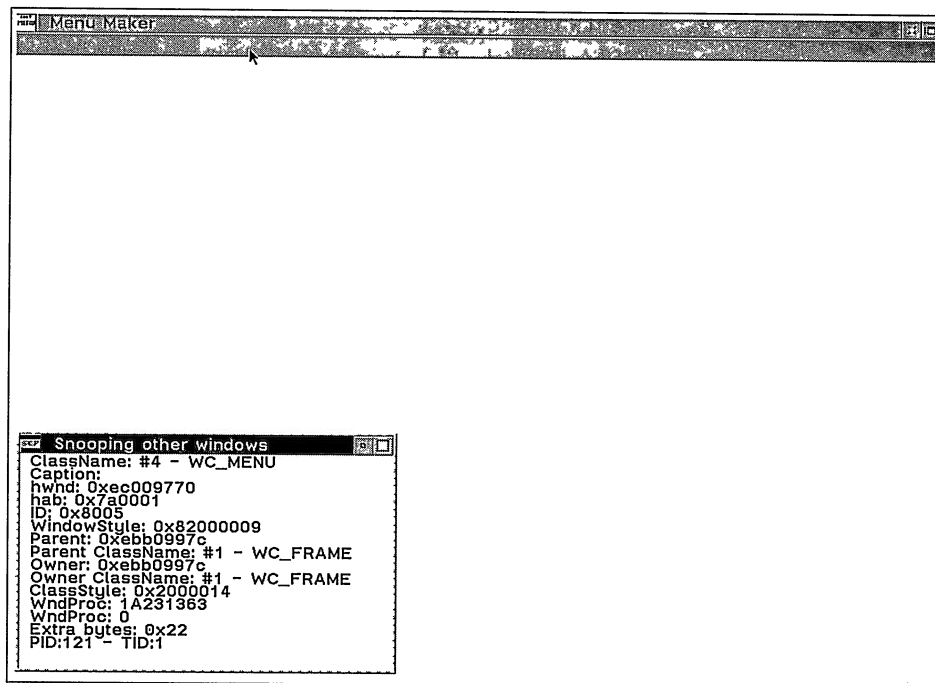 Menu Maker
Snooping other windows
ClassName: #4 - WC_MENU
Caption:
hwnd: 0xec009770
hab: 0x7a0001
ID: 0x8005
WindowStyle: 0x82000009
Parent: 0xebb0997c
Parent ClassName: #1 - WC_FRAME
Owner: 0xebb0997c
Owner ClassName: #1 - WC_FRAME
ClassStyle: 0x2000014
WndProc: 1A231363
WndProc: 0
Extra bytes: 0x22
PID:121 - TID:1